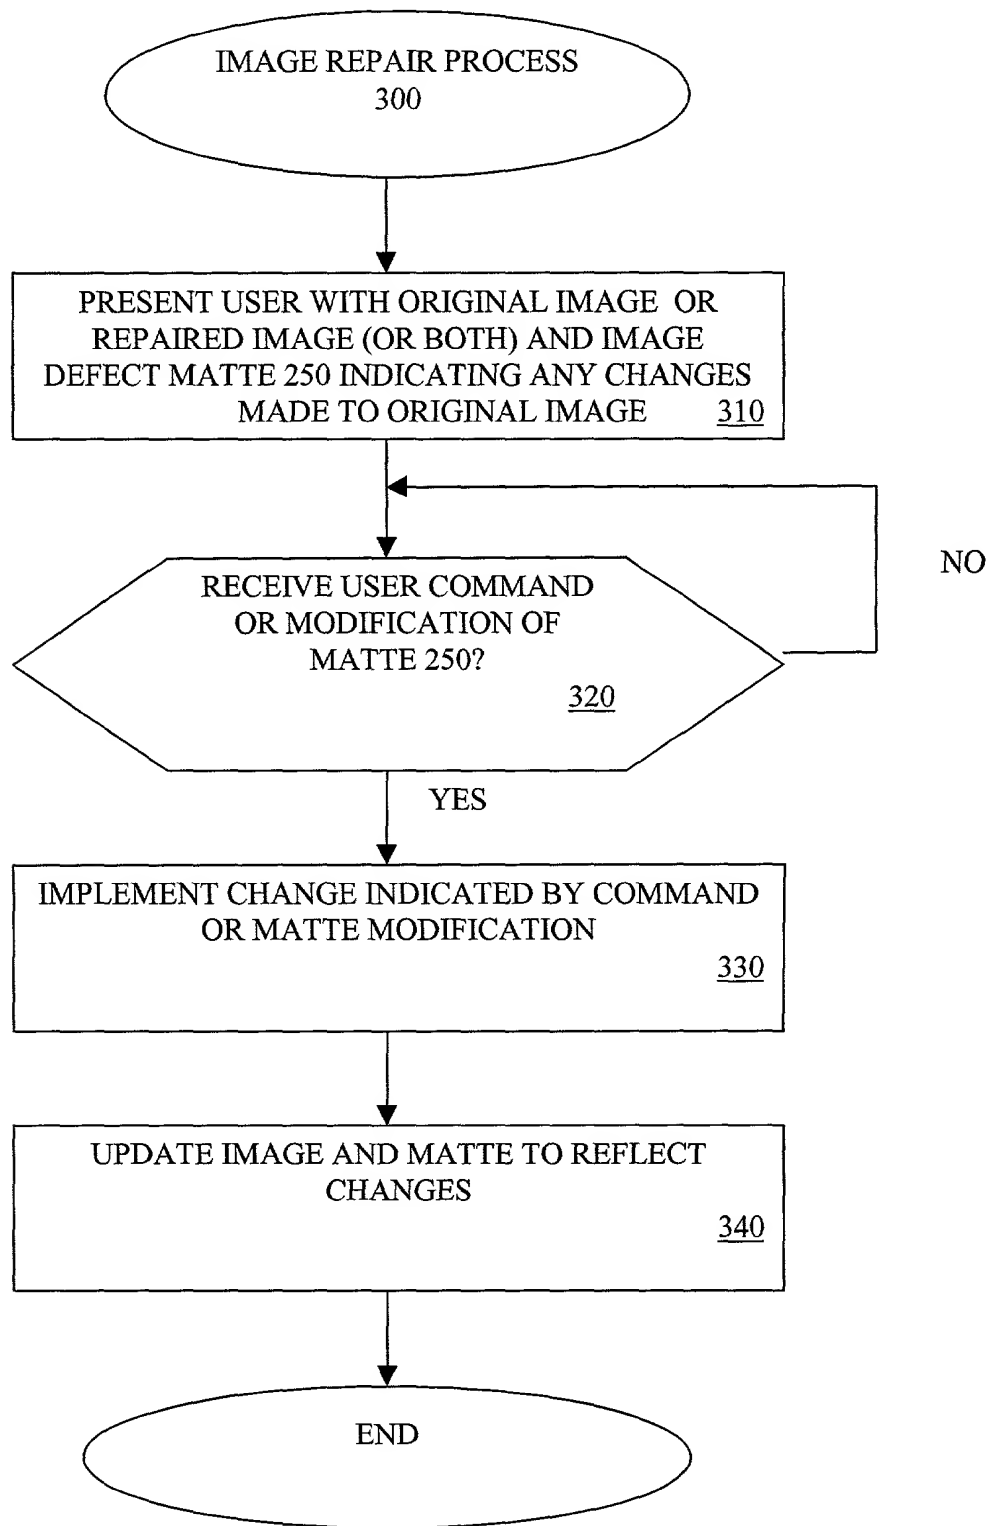 IMAGE REPAIR PROCESS
300
PRESENT USER WITH ORIGINAL IMAGE OR
REPAIRED IMAGE (OR BOTH) AND IMAGE
DEFECT MATTE 250 INDICATING ANY CHANGES
MADE TO ORIGINAL IMAGE 310
NO
RECEIVE USER COMMAND
OR MODIFICATION OF
MATTE 250?
320
YES
IMPLEMENT CHANGE INDICATED BY COMMAND
OR MATTE MODIFICATION
330
UPDATE IMAGE AND MATTE TO REFLECT
CHANGES
340
END